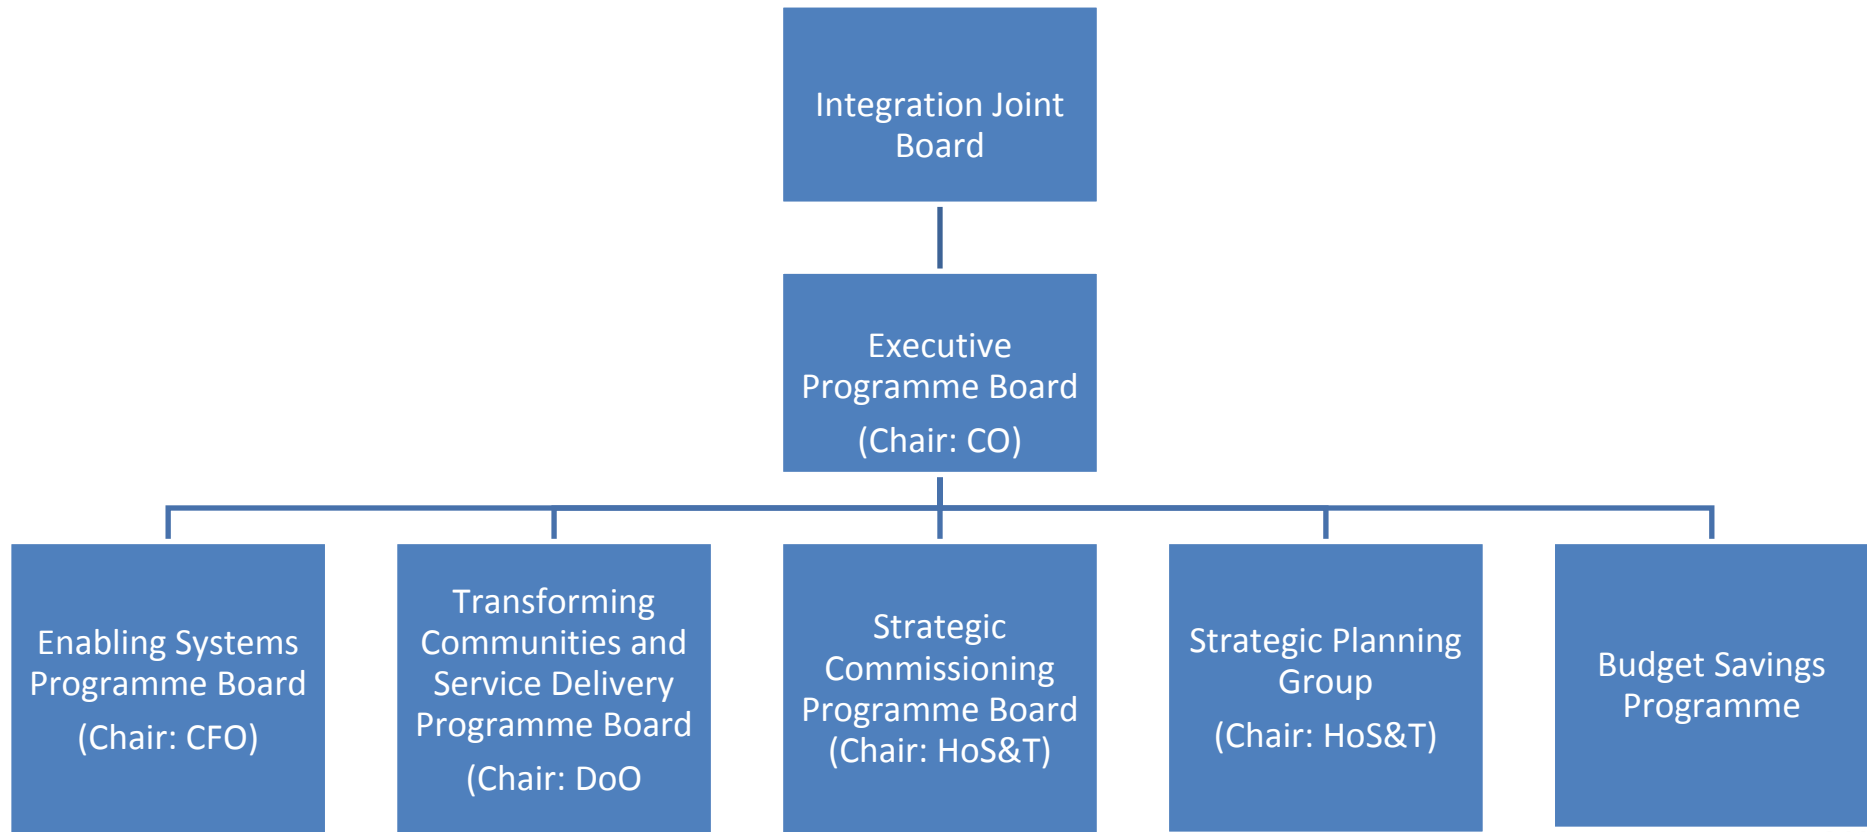 Integration Joint
Board
Executive
Programme Board
(Chair: CO)
Enabling Systems
Programme Board
(Chair: CFO)
Transforming
Communities and
Service Delivery
Programme Board
(Chair: DoO
Strategic
Commissioning
Programme Board
(Chair: HoS&T)
Strategic Planning
Group
(Chair: HoS&T)
Budget Savings
Programme